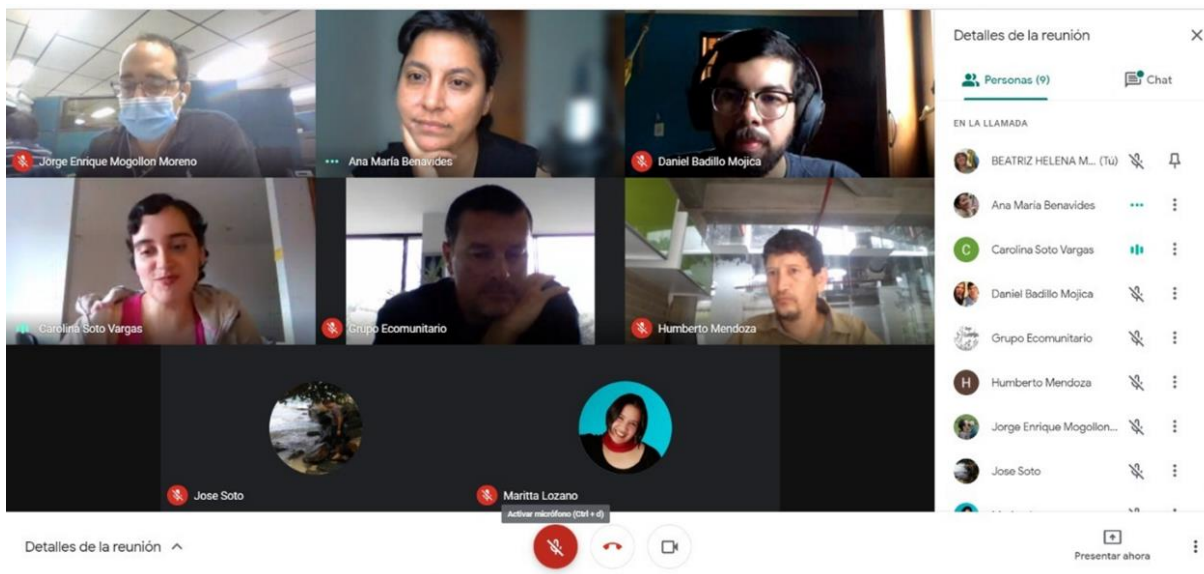 Jorge Enrique Mogollon Moreno
Ana María Benavides
Daniel Badillo Mojica
Carolina Soto Vargas
Grupo Ecomunitario
Humberto Mendoza
Jose Soto
Maritta Lozano
Activar micrófono (Ctrl + d)
Detalles de la reunión
Presentar ahora
Detalles de la reunión
Personas (9)
Chat
EN LA LLAMADA
BEATRIZ HELENA M... (Tú)
Ana Maria Benavides
C
Carolina Soto Vargas
Daniel Badillo Mojica
Grupo Ecomunitario
H
Humberto Mendoza
Jorge Enrique Mogollon...
Jose Soto